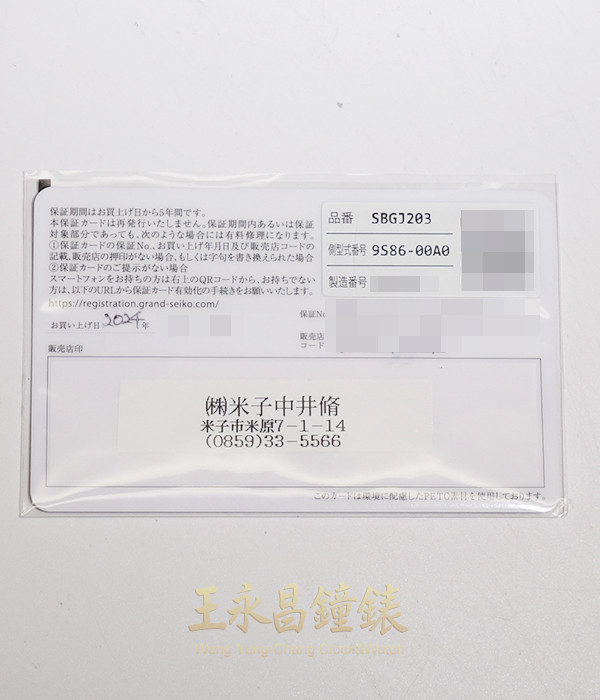 保証期間はお買上げ日から5年間です。
本保証カードは再発行いたしません。保証期間内あるいは保証
対象部分であっても、次のような場合には有料修理になります。
①保証カードの保証No.、お買い上げ年月日及び販売店コードの
記載、販売店の押印がない場合、もしくは字句を書き換えられた場合
②保証カードのご提示がない場合
スマートフォンをお持ちの方は右上のQRコードから、お持ちでない
方は、以下のURLから保証カード有効化の手続きをお願いいたします。
https://registration.grand-seiko.com/
品番 SBGJ203
側型式番号 9S86-00A0
製造番号
お買い上げ日 2024年
保証No
販売店
コード
販売店印
㈱米子中井脩
米子市米原7-1-14
(0859)33-5566
このカードは環境に配慮したPETG素材を使用しております。
王永昌鐘錶